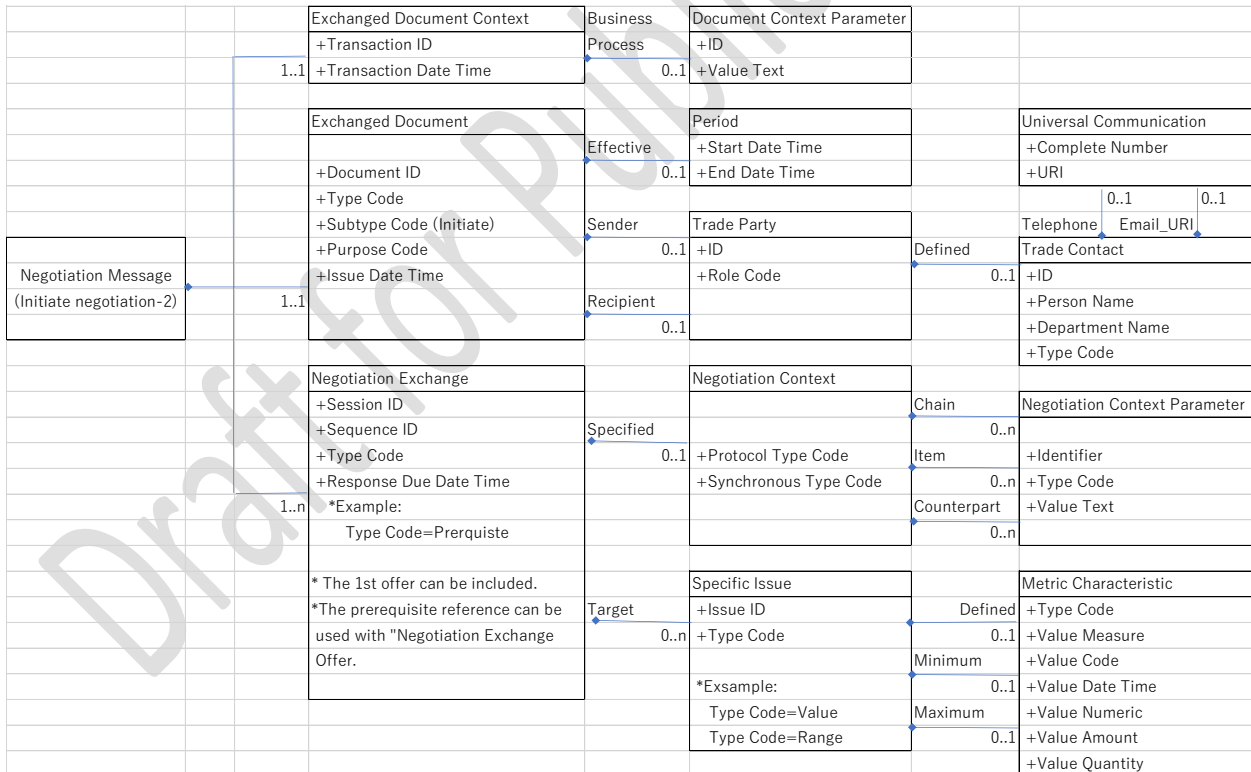 Exchanged Document Context
+Transaction ID
1..1 +Transaction Date Time
Business
Process
0..1
Document Context Parameter
+ID
+Value Text
Exchanged Document
+Document ID
+Type Code
+Subtype Code (Initiate)
+Purpose Code
+Issue Date Time
1..1
Effective
0..1
Period
+Start Date Time
+End Date Time
Universal Communication
+Complete Number
+URI
0..1 0..1
Telephone Email_URI
Sender
0..1
Recipient
0..1
Trade Party
+ID
+Role Code
Defined
0..1
Trade Contact
+ID
+Person Name
+Department Name
+Type Code
Negotiation Message
(Initiate negotiation-2)
Negotiation Exchange
+Session ID
+Sequence ID
+Type Code
+Response Due Date Time
1..n
*Example:
Type Code=Prerquiste
* The 1st offer can be included.
*The prerequisite reference can be
used with "Negotiation Exchange
Offer.
Specified
0..1
Negotiation Context
+Protocol Type Code
+Synchronous Type Code
Chain
0..n
Item
0..n
Counterpart
0..n
Negotiation Context Parameter
+Identifier
+Type Code
+Value Text
Target
0..n
Specific Issue
+Issue ID
+Type Code
*Exsample:
Type Code=Value
Type Code=Range
Defined
0..1
Minimum
0..1
Maximum
0..1
Metric Characteristic
+Type Code
+Value Measure
+Value Code
+Value Date Time
+Value Numeric
+Value Amount
+Value Quantity
Draft for Public